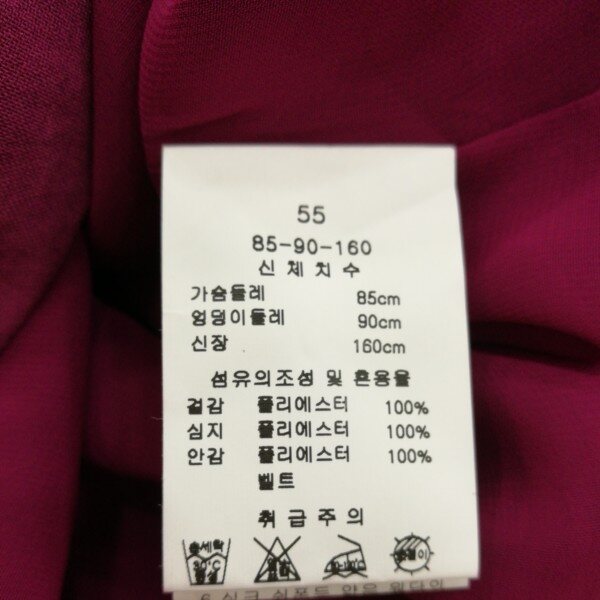 55
85-90-160
신체치수
가슴둘레 85cm
엉덩이둘레 90cm
신장 160cm
섬유의조성 및 혼용율
겉감 폴리에스터 100%
심지 폴리에스터 100%
안감 폴리에스터 100%
벨트
취급주의